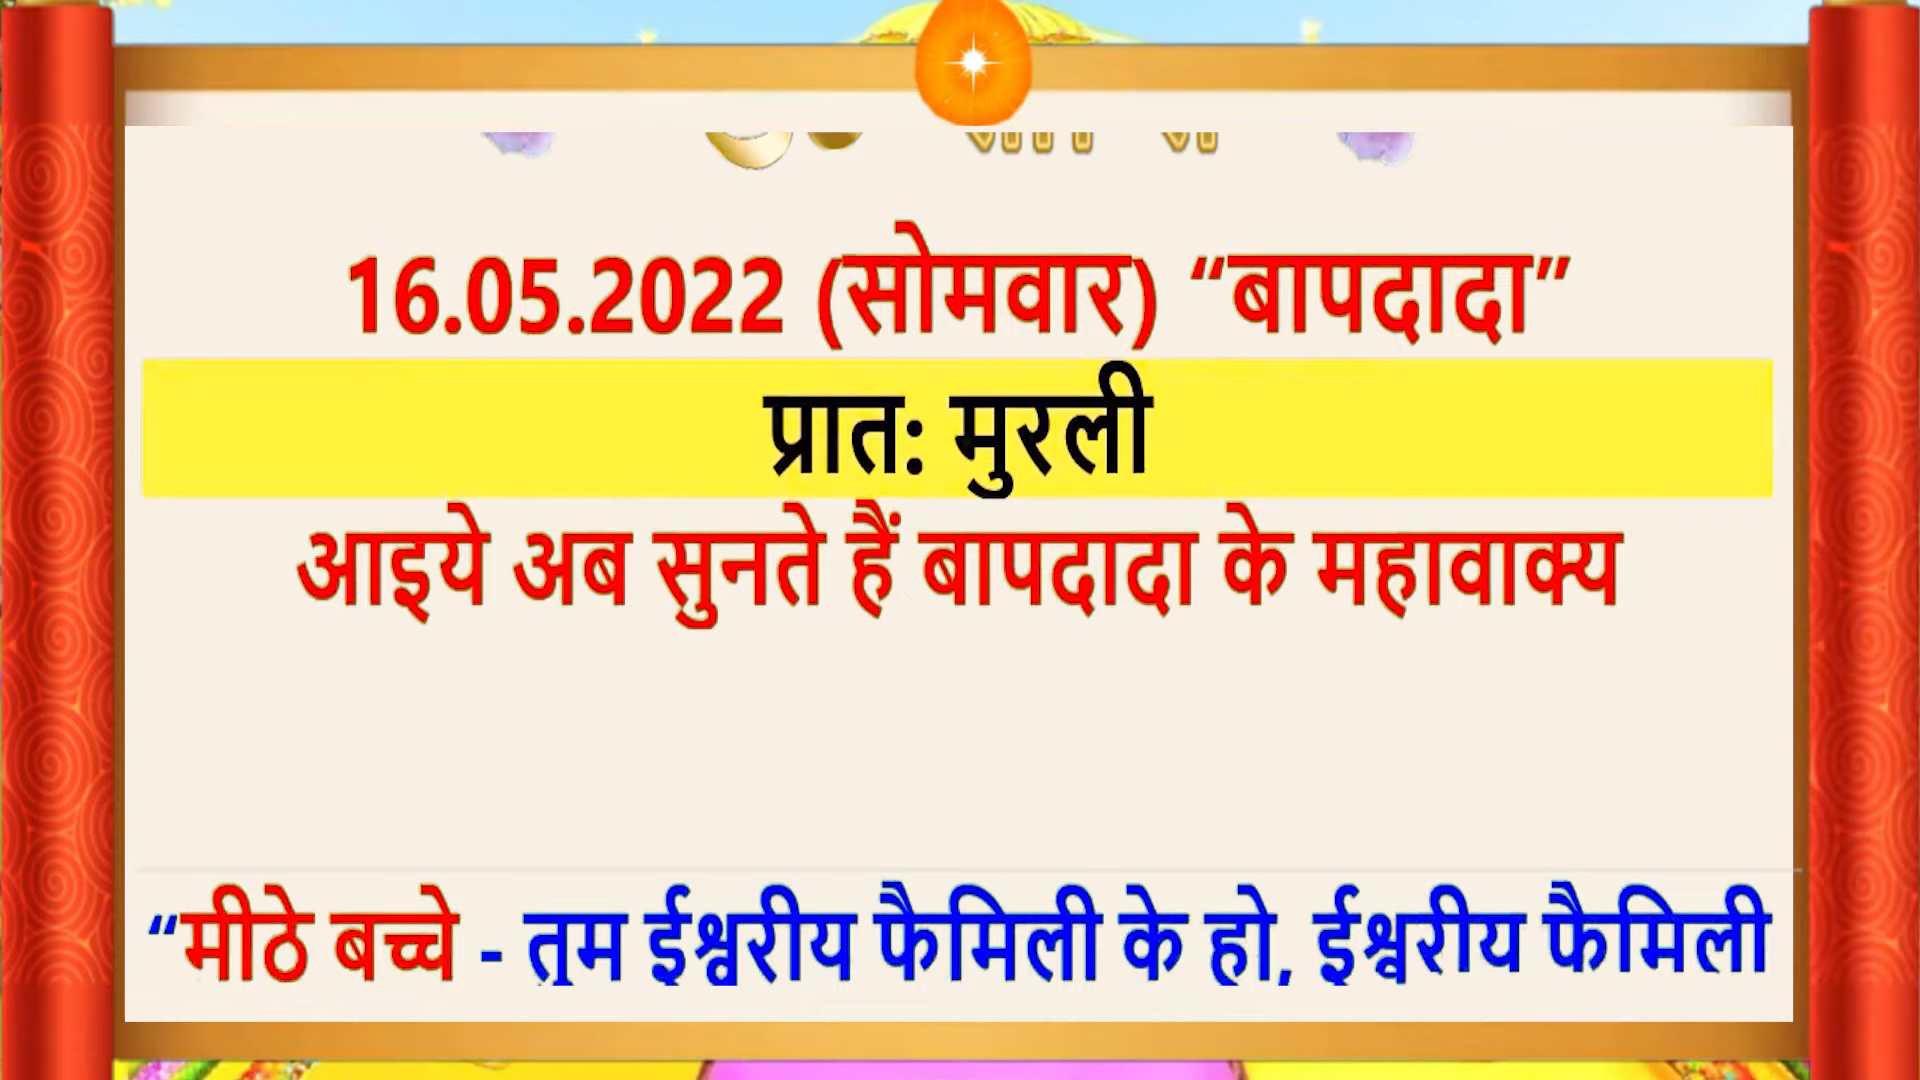 16.05.2022 (सोमवार) “बापदादा”
प्रात: मुरली
आइये अब सुनते हैं बापदादा के महावाक्य
“मीठे बच्चे - तुम ईश्वरीय फैमिली के हो, ईश्वरीय फैमिली